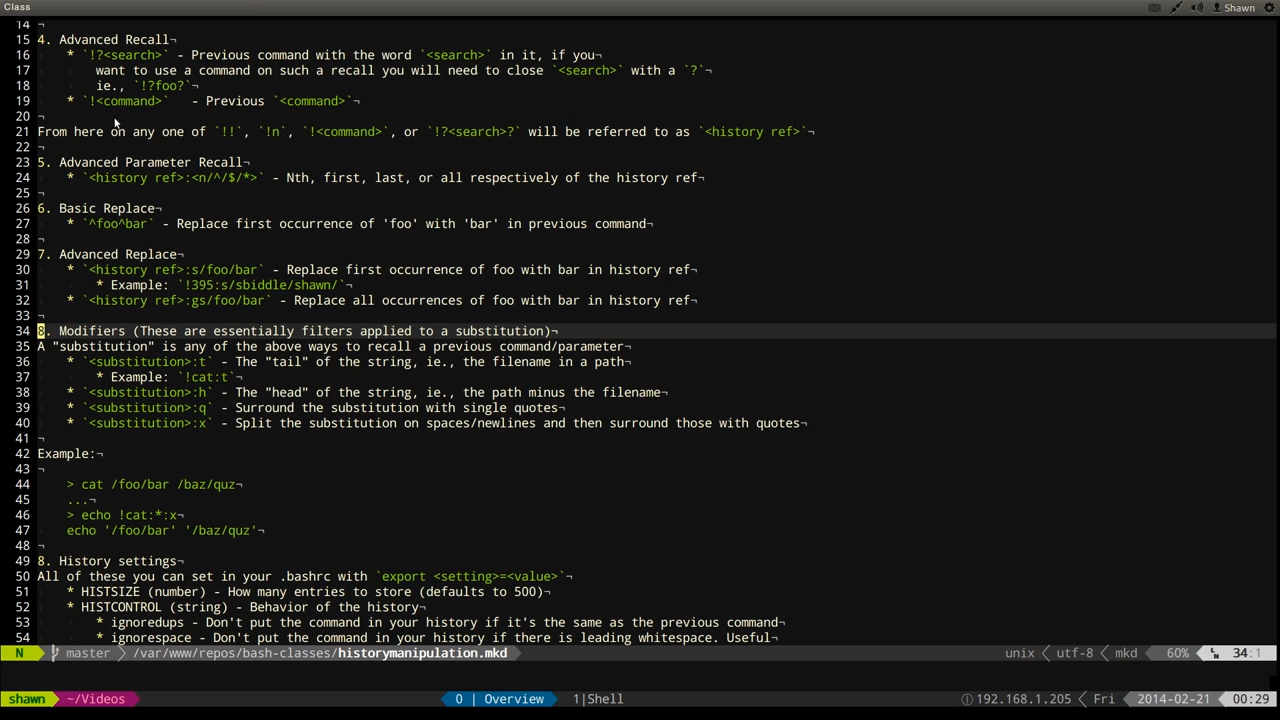 Class
Shawn
14 ¬
15 4. Advanced Recall¬
16 * `!?<search>` - Previous command with the word `<search>` in it, if you¬
17 want to use a command on such a recall you will need to close `<search>` with a `?`¬
18 ie., `!?foo?`¬
19 * `!<command>`   - Previous `<command>`¬
20 ¬
21 From here on any one of `!!`, `!n`, `!<command>`, or `!?<search>?` will be referred to as `<history ref>`¬
22 ¬
23 5. Advanced Parameter Recall¬
24 * `<history ref>:<n/^/$/*>` - Nth, first, last, or all respectively of the history ref¬
25 ¬
26 6. Basic Replace¬
27 * `^foo^bar` - Replace first occurrence of 'foo' with 'bar' in previous command¬
28 ¬
29 7. Advanced Replace¬
30 * `<history ref>:s/foo/bar` - Replace first occurrence of foo with bar in history ref¬
31 * Example: `!395:s/sbiddle/shawn/`¬
32 * `<history ref>:gs/foo/bar` - Replace all occurrences of foo with bar in history ref¬
33 ¬
34 8. Modifiers (These are essentially filters applied to a substitution)¬
35 A "substitution" is any of the above ways to recall a previous command/parameter¬
36 * `<substitution>:t` - The "tail" of the string, ie., the filename in a path¬
37 * Example: `!cat:t`¬
38 * `<substitution>:h` - The "head" of the string, ie., the path minus the filename¬
39 * `<substitution>:q` - Surround the substitution with single quotes¬
40 * `<substitution>:x` - Split the substitution on spaces/newlines and then surround those with quotes¬
41 ¬
42 Example:¬
43 ¬
44 > cat /foo/bar /baz/quz¬
45 ...¬
46 > echo !cat:*:x¬
47 echo '/foo/bar' '/baz/quz'¬
48 ¬
49 8. History settings¬
50 All of these you can set in your .bashrc with `export <setting>=<value>`¬
51 * HISTSIZE (number) - How many entries to store (defaults to 500)¬
52 * HISTCONTROL (string) - Behavior of the history¬
53 * ignoredups - Don't put the command in your history if it's the same as the previous command¬
54 * ignorespace - Don't put the command in your history if there is leading whitespace. Useful¬
N master /var/www/repos/bash-classes/historymanipulation.mkd unix utf-8 mkd 60% LN 34:1
shawn ~/Videos 0 | Overview 1|Shell 192.168.1.205 Fri 2014-02-21 00:29